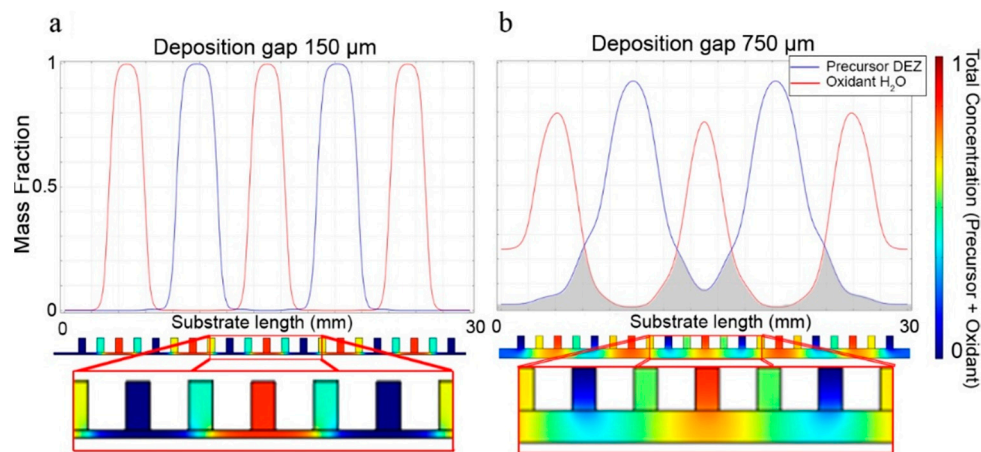 a
Deposition gap 150 µm
1
0.5
0
Mass Fraction
0
Substrate length (mm)
30
b
Deposition gap 750 µm
Precursor DEZ
Oxidant H₂O
0
Substrate length (mm)
30
1
0
Total Concentration (Precursor + Oxidant)